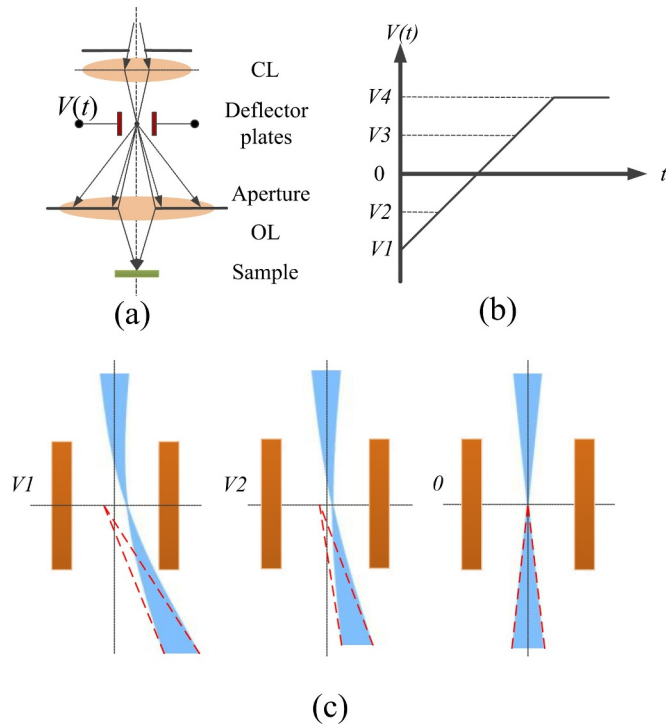 CL
V(t)
Deflector
plates
Aperture
OL
Sample
(a)
V(t)
V4
V3
0
t
V2
V1
(b)
V1
V2
0
(c)